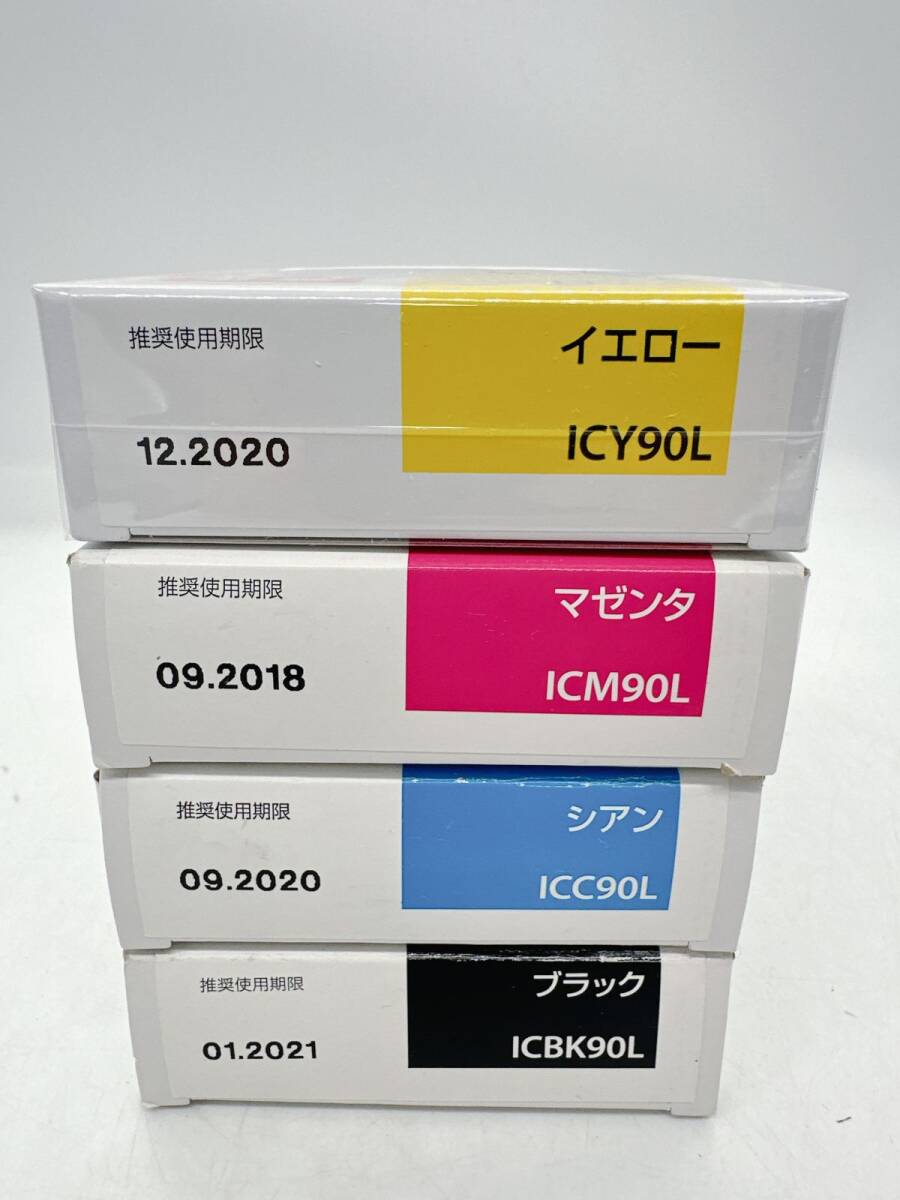 推奨使用期限
イエロー
12.2020
ICY90L
推奨使用期限
マゼンタ
09.2018
ICM90L
推奨使用期限
シアン
09.2020
ICC90L
推奨使用期限
ブラック
01.2021
ICBK90L